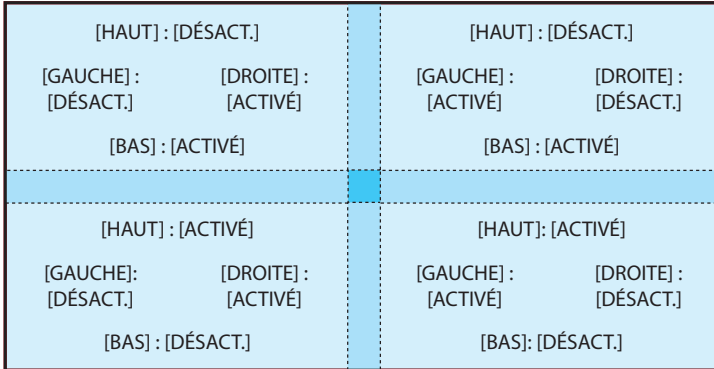 [HAUT] : [DÉSACT.]
[GAUCHE] : [DROITE] :
[DÉSACT.] [ACTIVÉ]
[BAS] : [ACTIVÉ]
[HAUT] : [DÉSACT.]
[GAUCHE] : [DROITE] :
[ACTIVÉ] [DÉSACT.]
[BAS] : [ACTIVÉ]
[HAUT] : [ACTIVÉ]
[GAUCHE]: [DROITE] :
[DÉSACT.] [ACTIVÉ]
[BAS] : [DÉSACT.]
[HAUT]: [ACTIVÉ]
[GAUCHE] : [DROITE] :
[ACTIVÉ] [DÉSACT.]
[BAS]: [DÉSACT.]